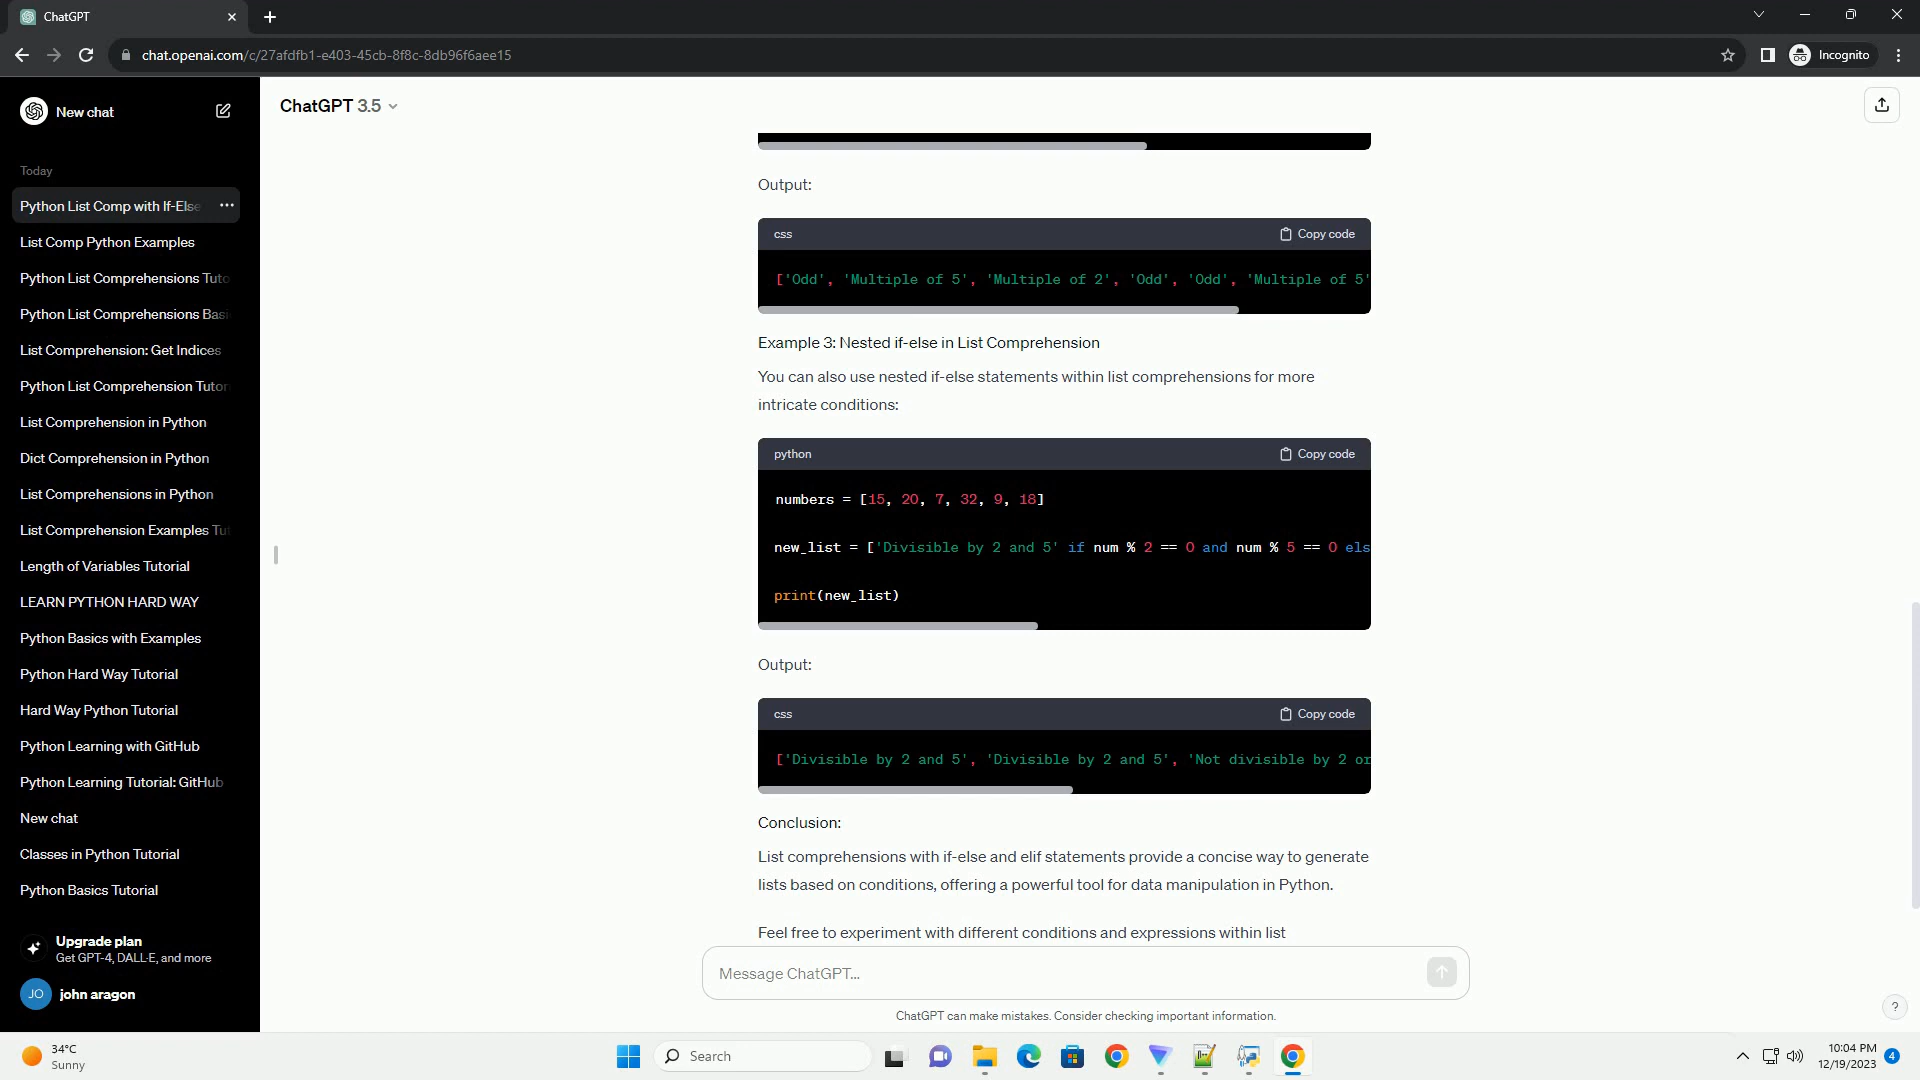 ChatGPT
chat.openai.com/c/27afdfb1-e403-45cb-8f8c-8db96f6aee15
Incognito
New chat
ChatGPT 3.5
Today
Python List Comp with If-Else
List Comp Python Examples
Python List Comprehensions Tuto
Python List Comprehensions Basi
List Comprehension: Get Indices
Python List Comprehension Tutor
List Comprehension in Python
Dict Comprehension in Python
List Comprehensions in Python
List Comprehension Examples Tut
Length of Variables Tutorial
LEARN PYTHON HARD WAY
Python Basics with Examples
Python Hard Way Tutorial
Hard Way Python Tutorial
Python Learning with GitHub
Python Learning Tutorial: GitHub
New chat
Classes in Python Tutorial
Python Basics Tutorial
Upgrade plan
Get GPT-4, DALL·E, and more
JO john aragon
Output:
css Copy code
['Odd', 'Multiple of 5', 'Multiple of 2', 'Odd', 'Odd', 'Multiple of 5'
Example 3: Nested if-else in List Comprehension
You can also use nested if-else statements within list comprehensions for more
intricate conditions:
python Copy code
numbers = [15, 20, 7, 32, 9, 18]
new_list = ['Divisible by 2 and 5' if num % 2 == 0 and num % 5 == 0 els
print(new_list)
Output:
css Copy code
['Divisible by 2 and 5', 'Divisible by 2 and 5', 'Not divisible by 2 or
Conclusion:
List comprehensions with if-else and elif statements provide a concise way to generate
lists based on conditions, offering a powerful tool for data manipulation in Python.
Feel free to experiment with different conditions and expressions within list
Message ChatGPT...
ChatGPT can make mistakes. Consider checking important information.
?
34°C
Sunny
Search
10:04 PM
12/19/2023
4